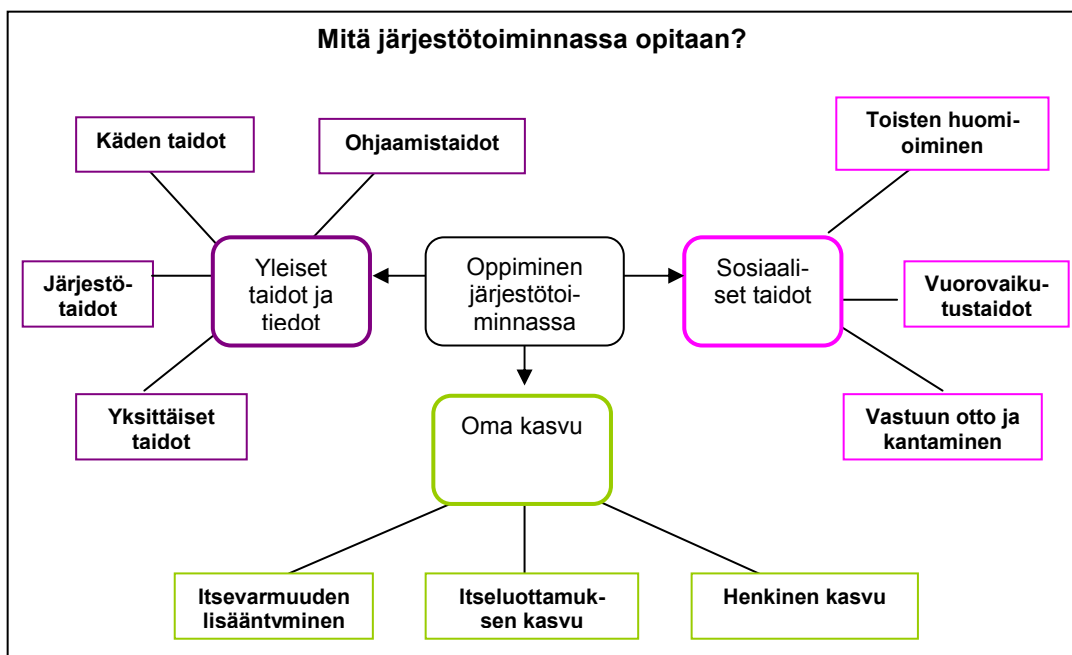 Mitä järjestötoiminnassa opitaan?
Käden taidot
Ohjaamistaidot
Toisten huomi-
oiminen
Järjestö-
taidot
Yleiset
taidot ja
tiedot
Oppiminen
järjestötoi-
minnassa
Sosiaali-
set taidot
Vuorovaiku-
tustaidot
Yksittäiset
taidot
Oma kasvu
Vastuun otto ja
kantaminen
Itsevarmuuden
lisääntyminen
Itseluottamuk-
sen kasvu
Henkinen kasvu